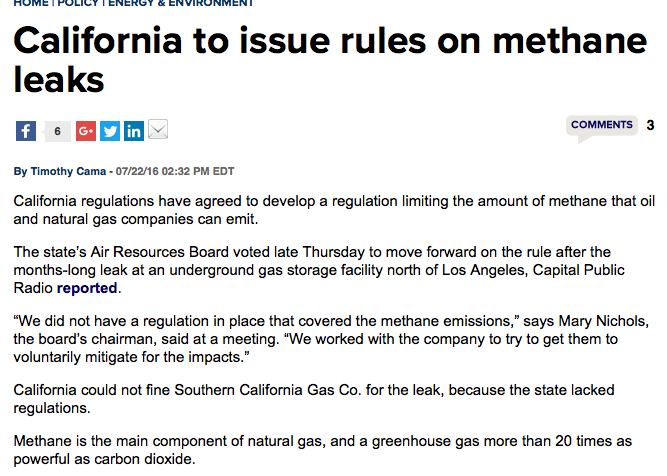 HOME | POLICY | ENERGY & ENVIRONMENT
California to issue rules on methane
leaks
f 6 G+ in
COMMENTS 3
By Timothy Cama - 07/22/16 02:32 PM EDT
California regulations have agreed to develop a regulation limiting the amount of methane that oil
and natural gas companies can emit.
The state’s Air Resources Board voted late Thursday to move forward on the rule after the
months-long leak at an underground gas storage facility north of Los Angeles, Capital Public
Radio reported.
“We did not have a regulation in place that covered the methane emissions,” says Mary Nichols,
the board’s chairman, said at a meeting. “We worked with the company to try to get them to
voluntarily mitigate for the impacts.”
California could not fine Southern California Gas Co. for the leak, because the state lacked
regulations.
Methane is the main component of natural gas, and a greenhouse gas more than 20 times as
powerful as carbon dioxide.